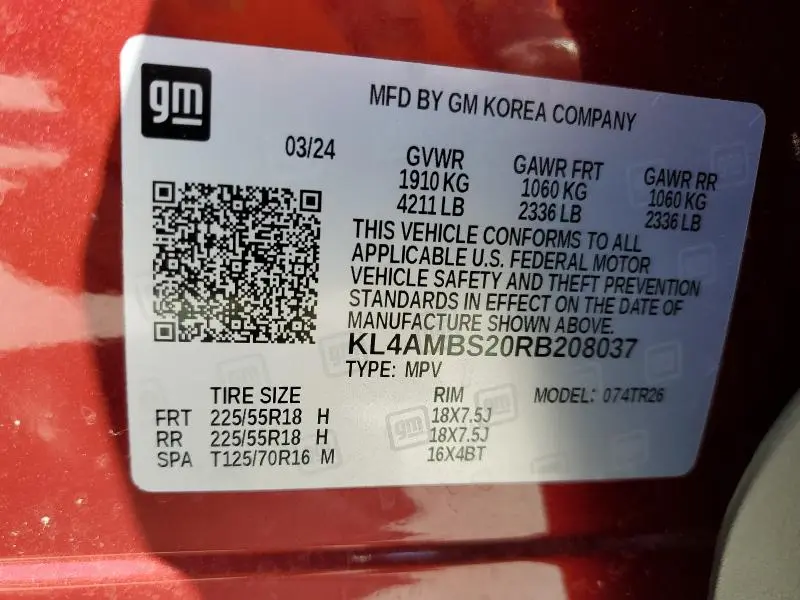 gm
MFD BY GM KOREA COMPANY
03/24
GVWR GAWR FRT GAWR RR
1910 KG 1060 KG 1060 KG
4211 LB 2336 LB 2336 LB
THIS VEHICLE CONFORMS TO ALL
APPLICABLE U.S. FEDERAL MOTOR
VEHICLE SAFETY AND THEFT PREVENTION
STANDARDS IN EFFECT ON THE DATE OF
MANUFACTURE SHOWN ABOVE.
KL4AMBS20RB208037
TYPE: MPV
TIRE SIZE RIM MODEL: 074TR26
FRT 225/55R18 H 18X7.5J
RR 225/55R18 H 18X7.5J
SPA T125/70R16 M 16X4BT